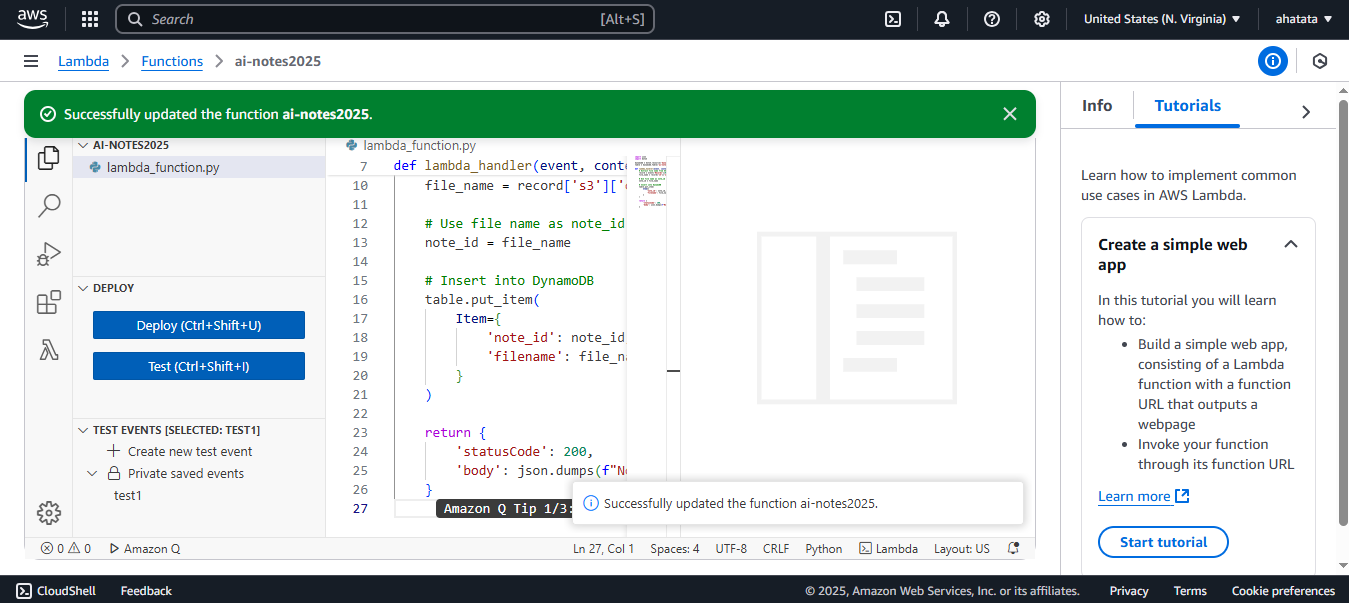 aws
Search
[Alt+S]
United States (N. Virginia) ▼
ahatata ▼
Lambda > Functions > ai-notes2025
Successfully updated the function ai-notes2025.
AI-NOTES2025
lambda_function.py
DEPLOY
Deploy (Ctrl+Shift+U)
Test (Ctrl+Shift+I)
TEST EVENTS [SELECTED: TEST1]
Create new test event
Private saved events
test1
lambda_function.py
7 def lambda_handler(event, conte
10 file_name = record['s3']['o
11
12 # Use file name as note_id
13 note_id = file_name
14
15 # Insert into DynamoDB
16 table.put_item(
17 Item={
18 'note_id': note_id
19 'filename': file_na
20 }
21 )
22
23 return {
24 'statusCode': 200,
25 'body': json.dumps(f"No
26 }
27
Amazon Q Tip 1/3:
Successfully updated the function ai-notes2025.
0 0 Amazon Q
Ln 27, Col 1 Spaces: 4 UTF-8 CRLF Python Lambda Layout: US
Info
Tutorials
Learn how to implement common
use cases in AWS Lambda.
Create a simple web
app
In this tutorial you will learn
how to:
• Build a simple web app,
consisting of a Lambda
function with a function
URL that outputs a
webpage
• Invoke your function
through its function URL
Learn more
Start tutorial
CloudShell
Feedback
© 2025, Amazon Web Services, Inc. or its affiliates.
Privacy
Terms
Cookie preferences